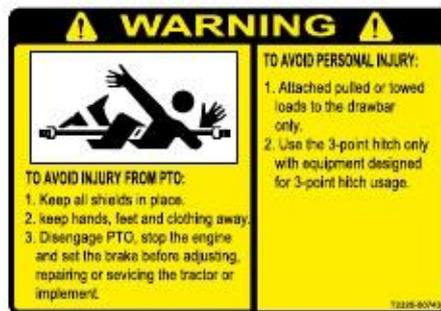 WARNING
TO AVOID INJURY FROM PTO:
1. Keep all shields in place.
2. keep hands, feet and clothing away.
3. Disengage PTO, stop the engine
and set the brake before adjusting,
repairing or sevicing the tractor or
implement.
TO AVOID PERSONAL INJURY:
1. Attached pulled or towed
loads to the drawbar
only.
2. Use the 3-point hitch only
with equipment designed
for 3-point hitch usage.